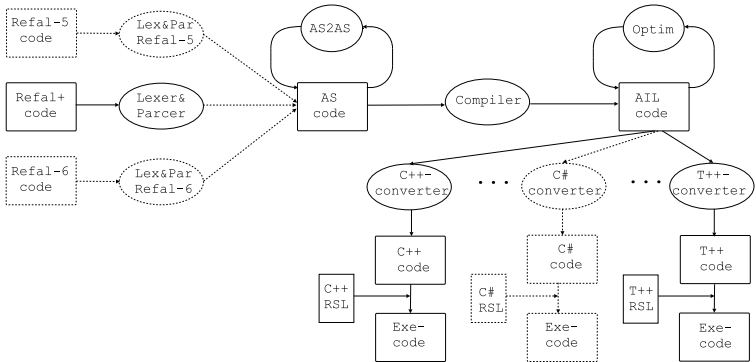 Refal-5
code
Lex&Par
Refal-5
AS2AS
Optim
Refal+
code
Lexer&
Parcer
AS
code
Compiler
AIL
code
Refal-6
code
Lex&Par
Refal-6
C++-
converter
. . .
C#
converter
. . .
T++-
converter
C++
code
C#
code
T++
code
C++
RSL
C#
RSL
T++
RSL
Exe-
code
Exe-
code
Exe-
code